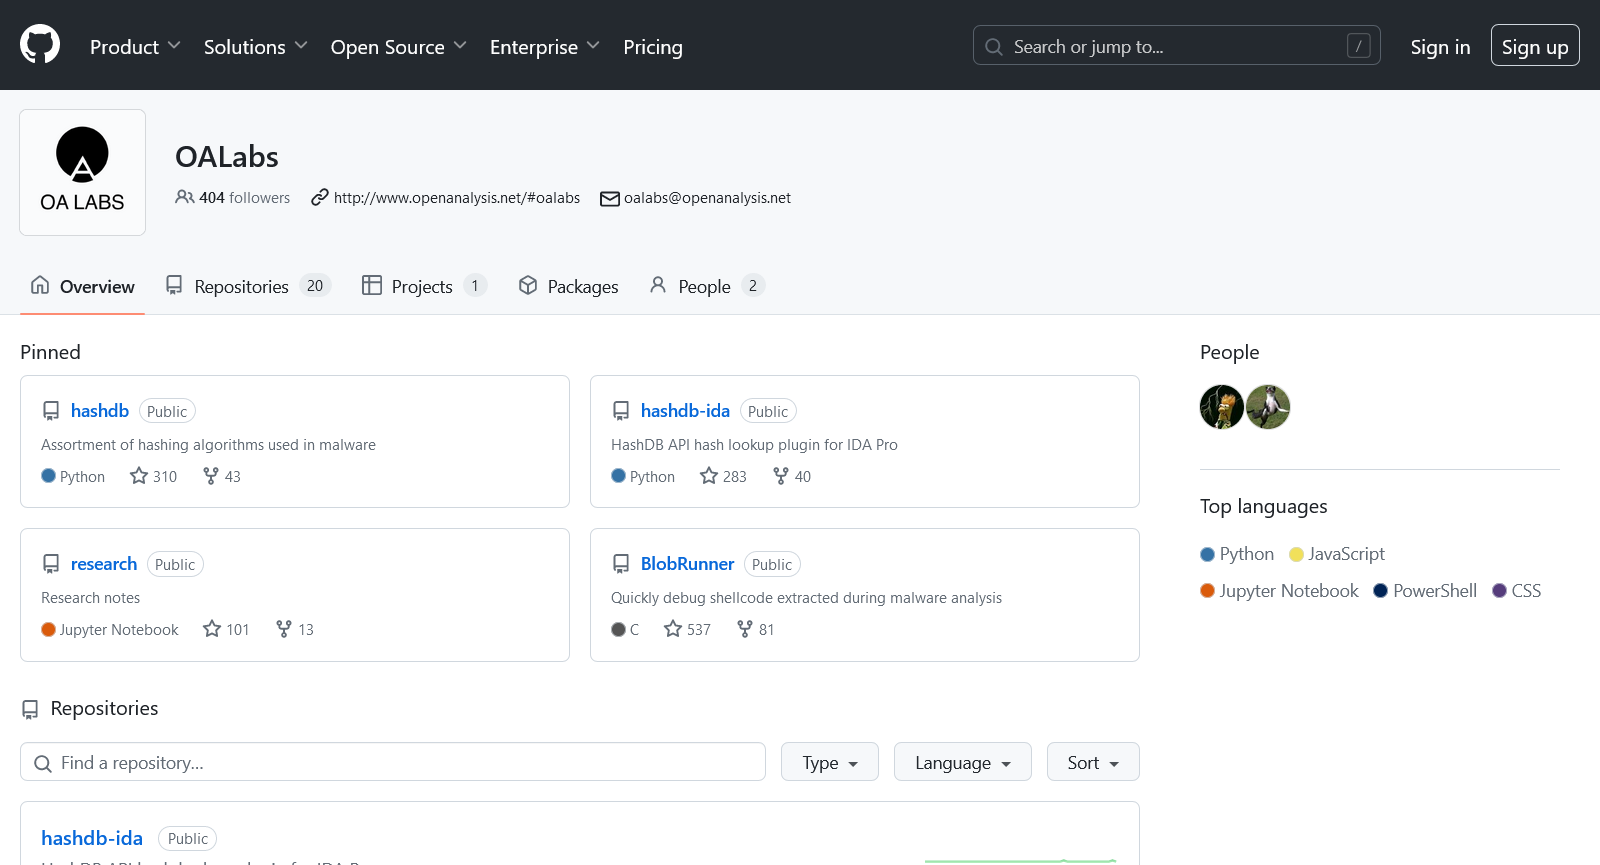 Product Solutions Open Source Enterprise Pricing Search or jump to... / Sign in Sign up
OA LABS
OALabs
404 followers http://www.openanalysis.net/#oalabs oalabs@openanalysis.net
Overview Repositories 20 Projects 1 Packages People 2
Pinned
hashdb Public
Assortment of hashing algorithms used in malware
Python 310 43
hashdb-ida Public
HashDB API hash lookup plugin for IDA Pro
Python 283 40
research Public
Research notes
Jupyter Notebook 101 13
BlobRunner Public
Quickly debug shellcode extracted during malware analysis
C 537 81
Repositories
Find a repository...
Type Language Sort
hashdb-ida Public
People
Top languages
Python JavaScript
Jupyter Notebook PowerShell CSS